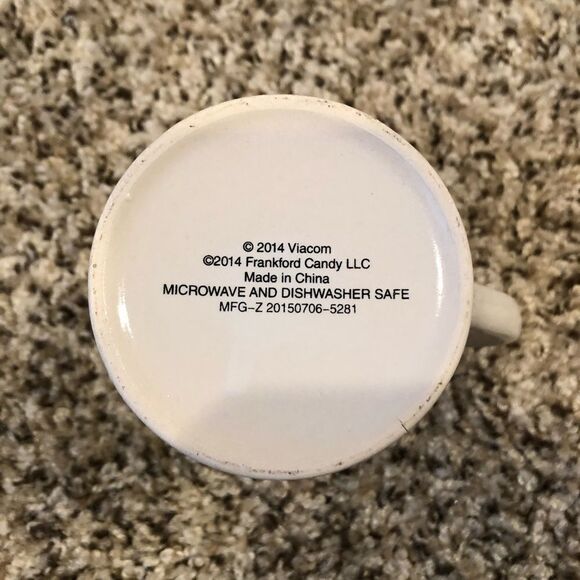 © 2014 Viacom
©2014 Frankford Candy LLC
Made in China
MICROWAVE AND DISHWASHER SAFE
MFG-Z 20150706-5281